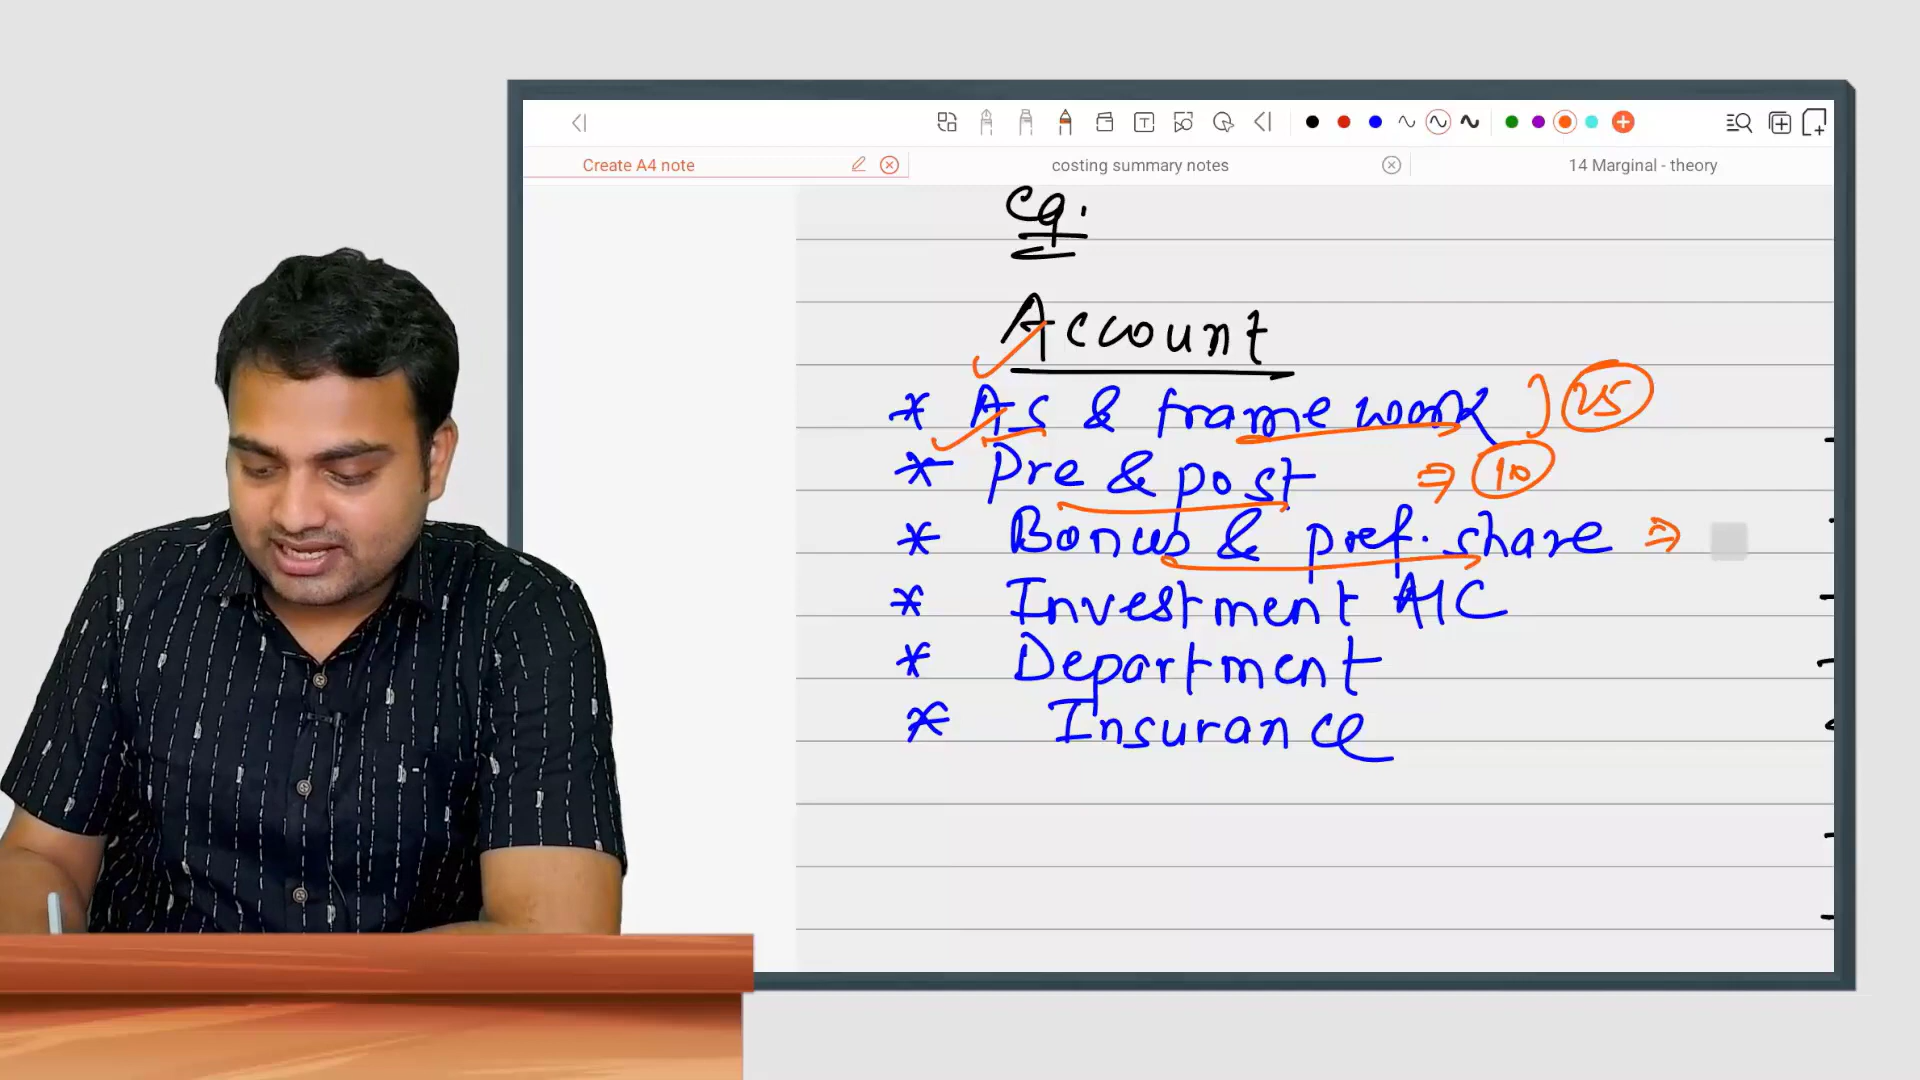 Create A4 note
costing summary notes
14 Marginal - theory
eg.
Account
* AS & frame work } 25
* Pre & post ⇒ 10
* Bonus & pref. share ⇒
* Investment A/C
* Department
* Insurance